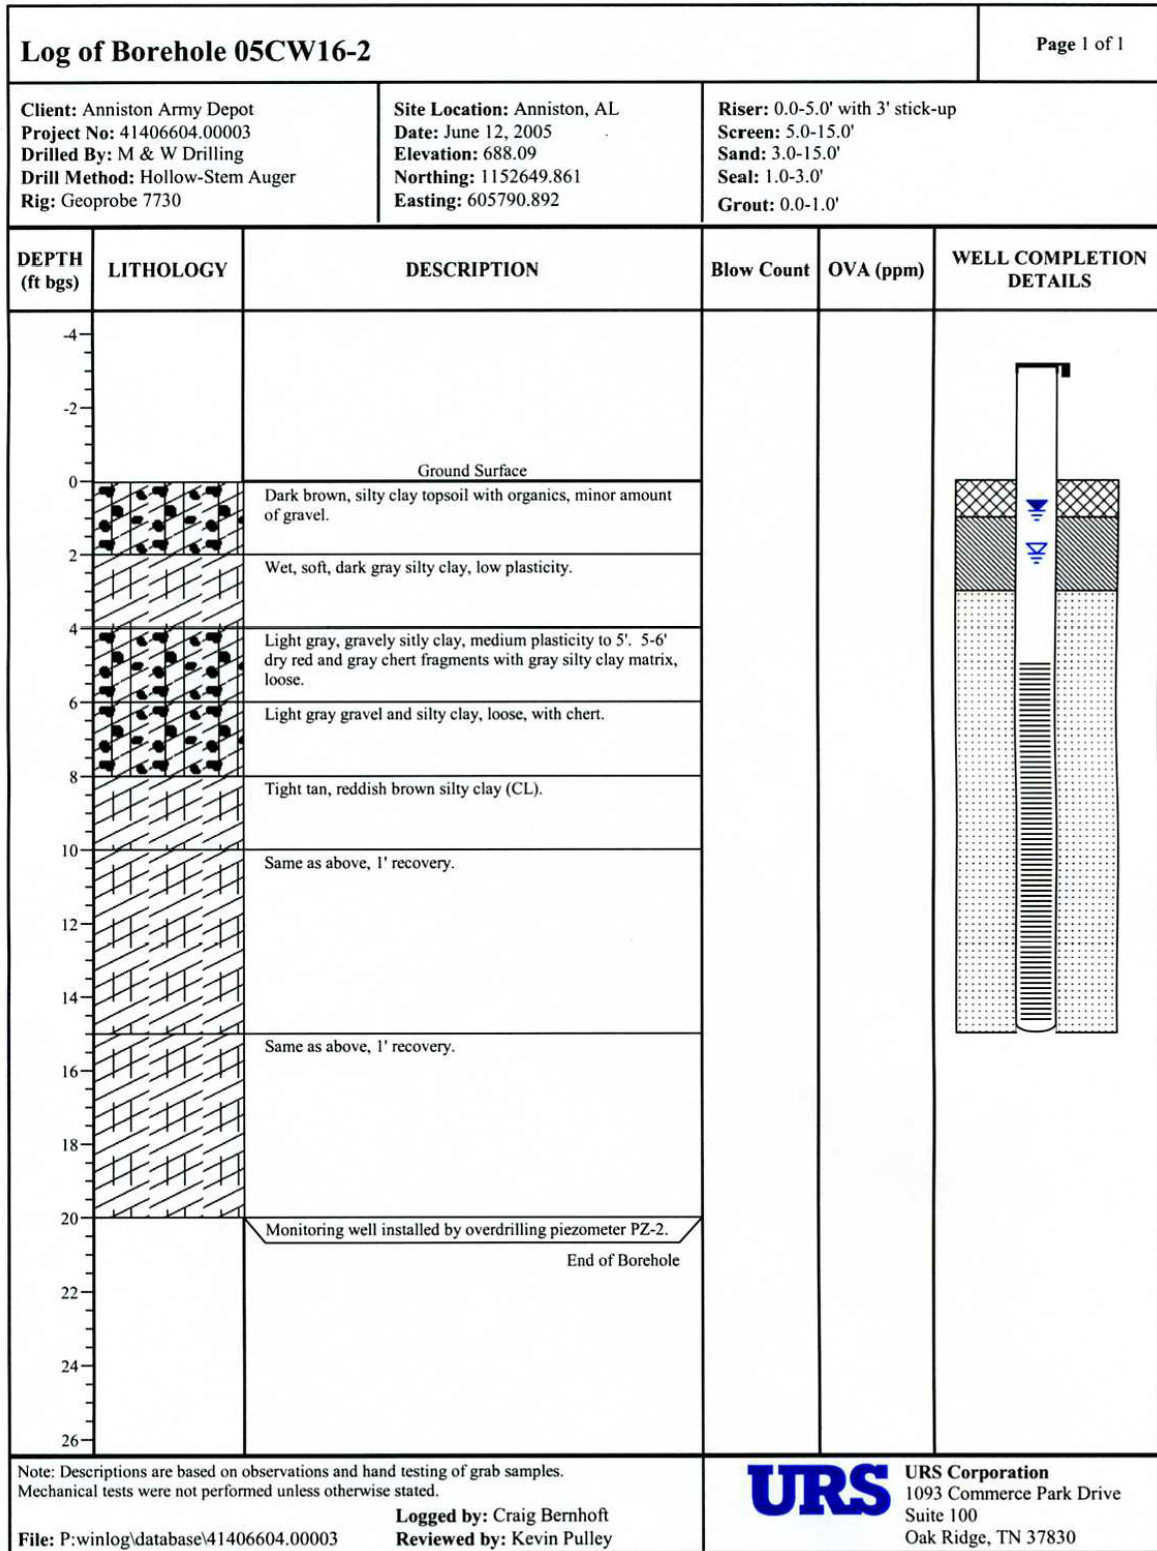 Log of Borehole 05CW16-2
Page 1 of 1
Client: Anniston Army Depot
Project No: 41406604.00003
Drilled By: M & W Drilling
Drill Method: Hollow-Stem Auger
Rig: Geoprobe 7730
Site Location: Anniston, AL
Date: June 12, 2005
Elevation: 688.09
Northing: 1152649.861
Easting: 605790.892
Riser: 0.0-5.0' with 3' stick-up
Screen: 5.0-15.0'
Sand: 3.0-15.0'
Seal: 1.0-3.0'
Grout: 0.0-1.0'
DEPTH
(ft bgs)
LITHOLOGY
DESCRIPTION
Blow Count
OVA (ppm)
WELL COMPLETION
DETAILS
-4
-2
Ground Surface
0
Dark brown, silty clay topsoil with organics, minor amount
of gravel.
2
Wet, soft, dark gray silty clay, low plasticity.
4
Light gray, gravely sitly clay, medium plasticity to 5'. 5-6'
dry red and gray chert fragments with gray silty clay matrix,
loose.
6
Light gray gravel and silty clay, loose, with chert.
8
Tight tan, reddish brown silty clay (CL).
10
Same as above, 1' recovery.
12
14
Same as above, 1' recovery.
16
18
20
Monitoring well installed by overdrilling piezometer PZ-2.
End of Borehole
22
24
26
Note: Descriptions are based on observations and hand testing of grab samples.
Mechanical tests were not performed unless otherwise stated.
Logged by: Craig Bernhoft
File: P:winlog\database\41406604.00003
Reviewed by: Kevin Pulley
URS
URS Corporation
1093 Commerce Park Drive
Suite 100
Oak Ridge, TN 37830